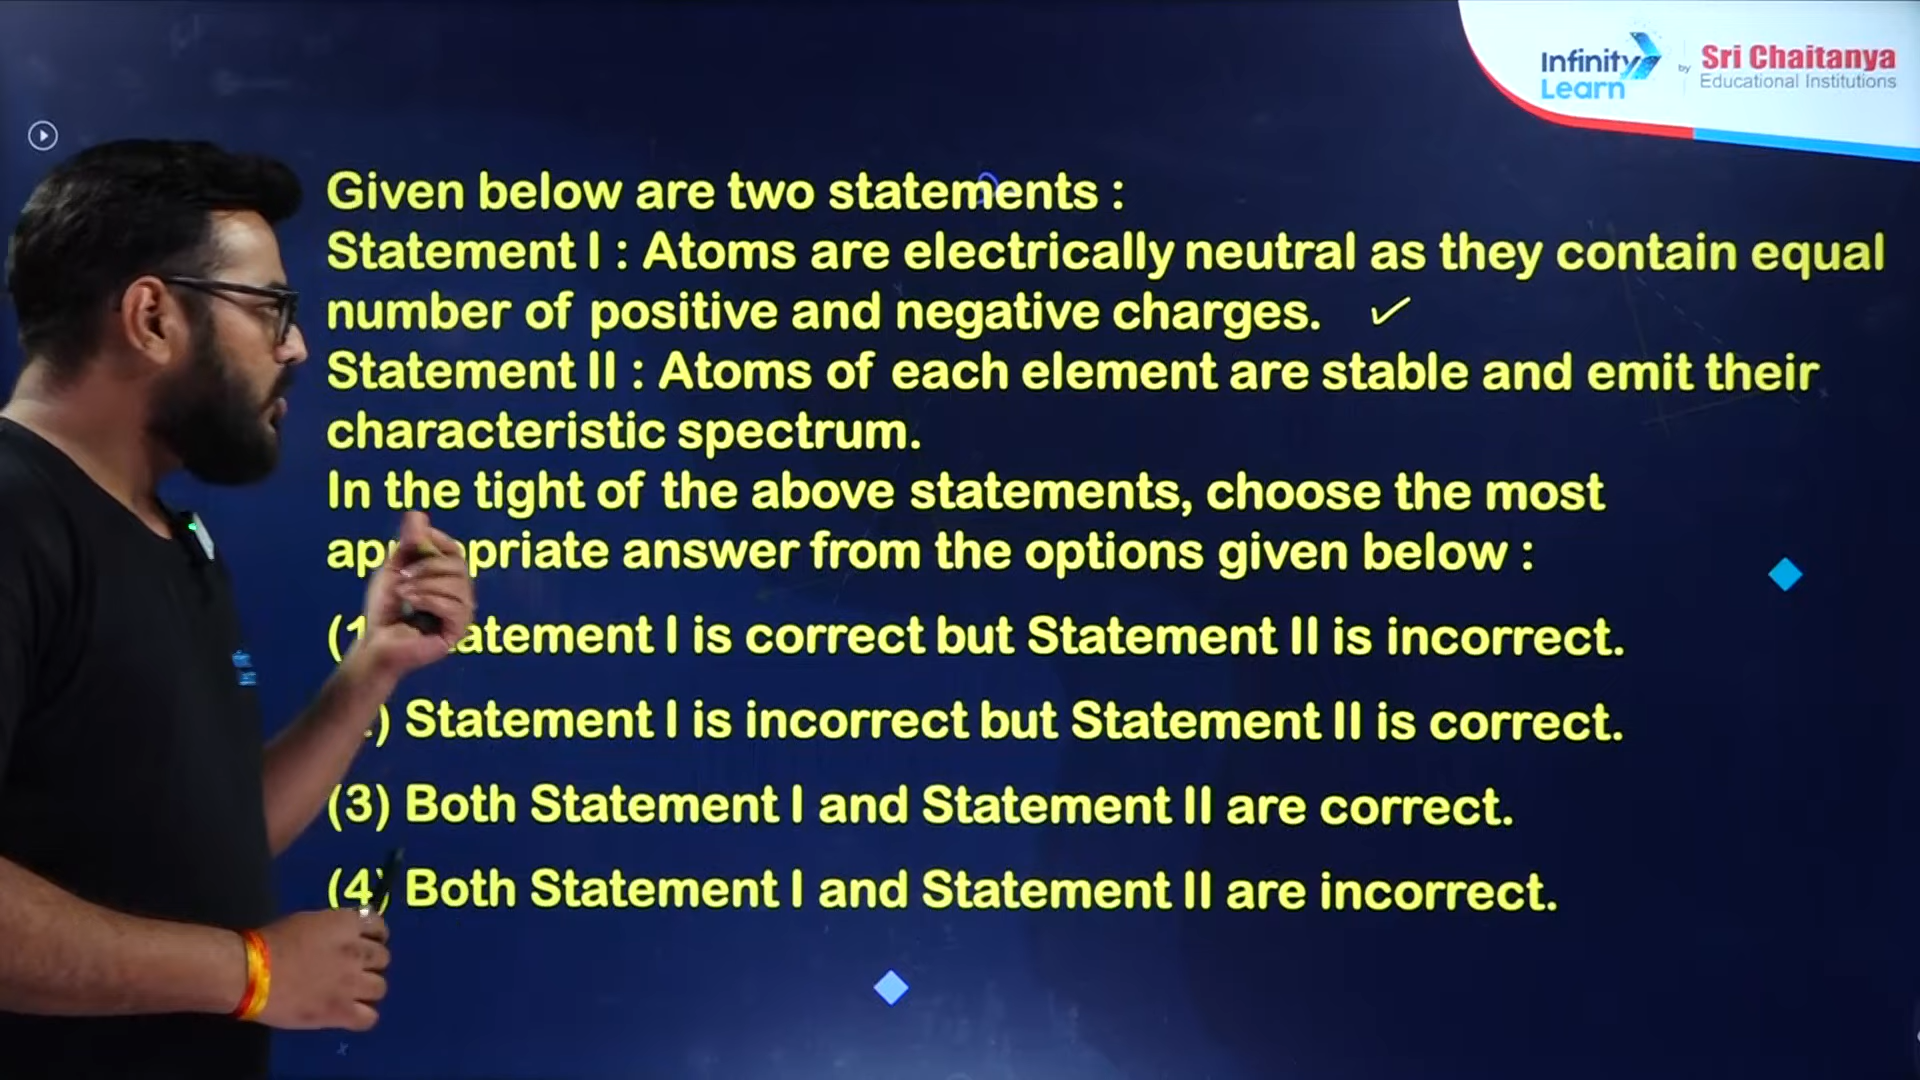 Infinity Learn by Sri Chaitanya Educational Institutions
Given below are two statements :
Statement I : Atoms are electrically neutral as they contain equal
number of positive and negative charges.
Statement II : Atoms of each element are stable and emit their
characteristic spectrum.
In the tight of the above statements, choose the most
answer from the options given below :
I is correct but Statement II is incorrect.
Statement I is incorrect but Statement II is correct.
(3) Both Statement I and Statement II are correct.
(4) Both Statement I and Statement II are incorrect.